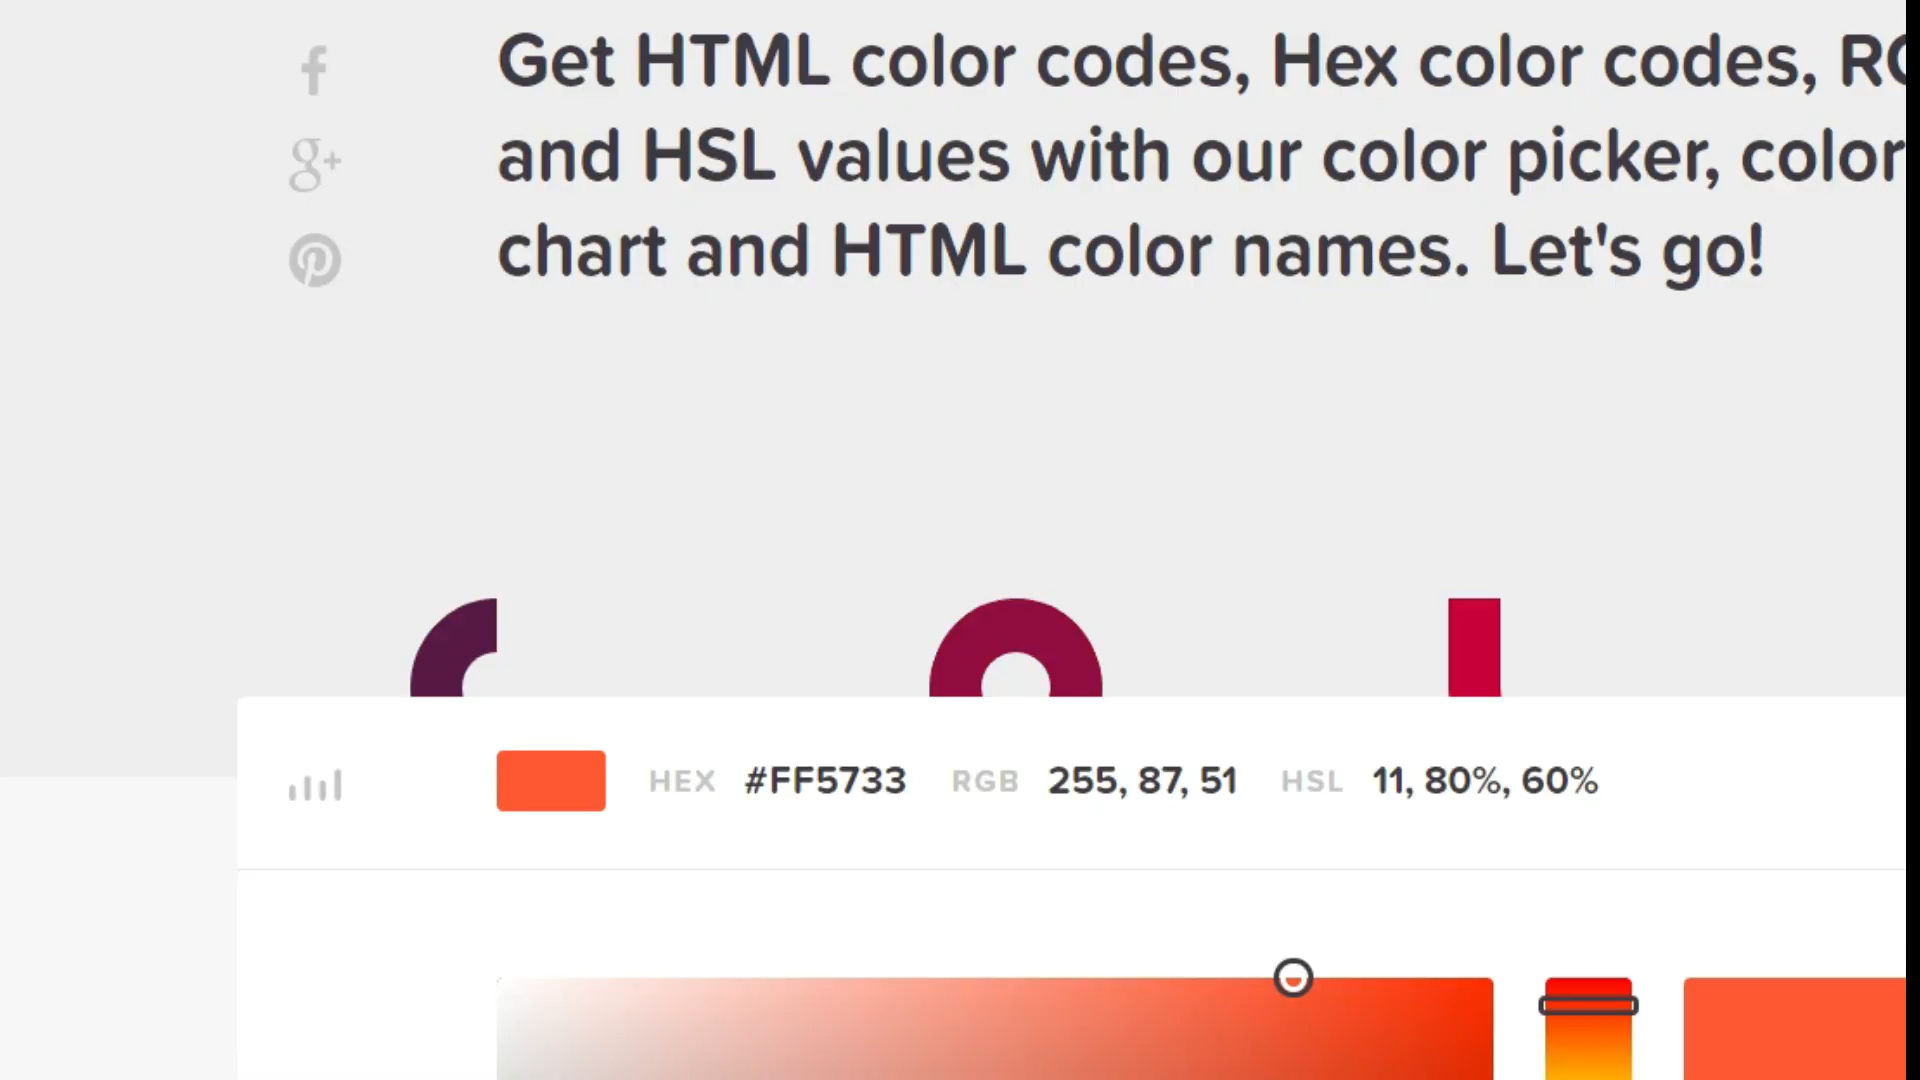 Get HTML color codes, Hex color codes,
and HSL values with our color picker, color
chart and HTML color names. Let's go!
HEX #FF5733 RGB 255, 87, 51 HSL 11, 80%, 60%